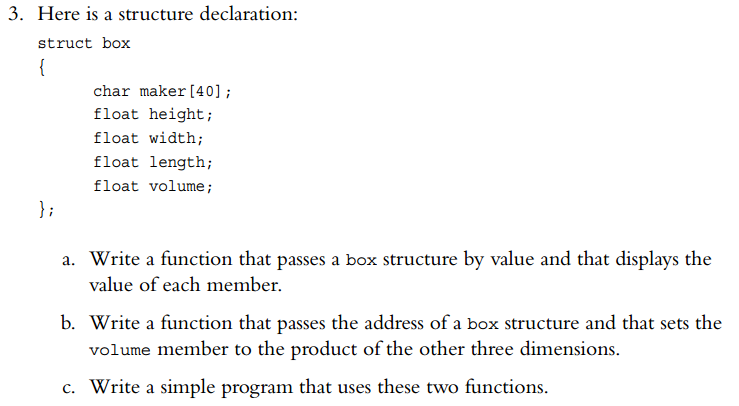 3. Here is a structure declaration:
struct box
{
char maker[40];
float height;
float width;
float length;
float volume;
};
a. Write a function that passes a box structure by value and that displays the
value of each member.
b. Write a function that passes the address of a box structure and that sets the
volume member to the product of the other three dimensions.
c. Write a simple program that uses these two functions.